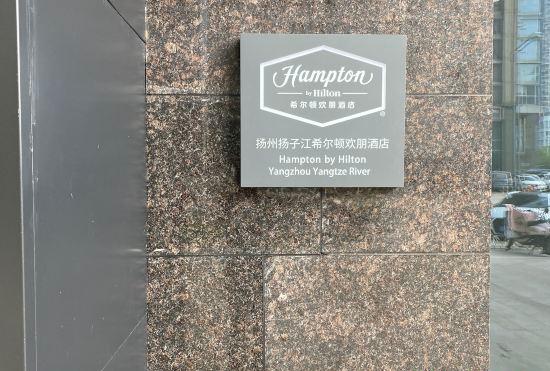 Hampton
by Hilton
希尔顿欢朋酒店
®
扬州扬子江希尔顿欢朋酒店
Hampton by Hilton
Yangzhou Yangtze River